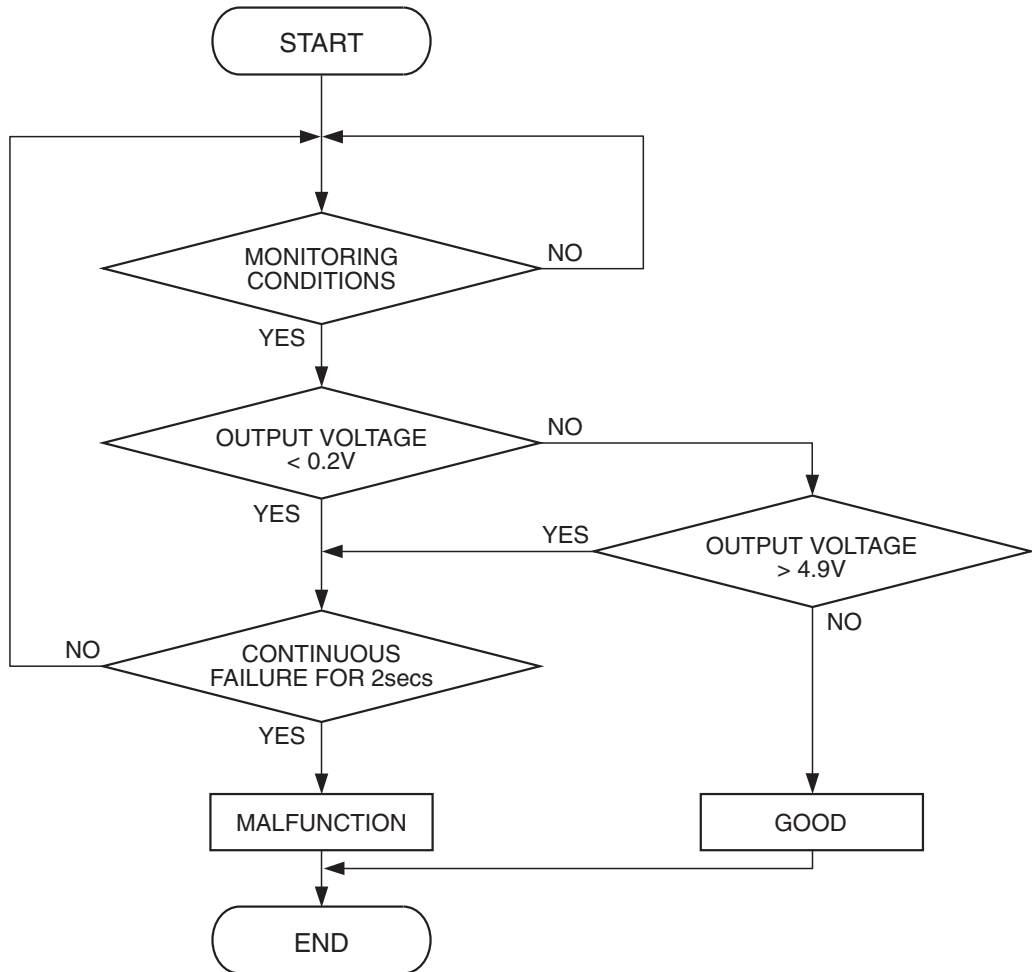 START
MONITORING
CONDITIONS
NO
YES
OUTPUT VOLTAGE
< 0.2V
NO
YES
YES
OUTPUT VOLTAGE
> 4.9V
NO
NO
CONTINUOUS
FAILURE FOR 2secs
YES
MALFUNCTION
GOOD
END